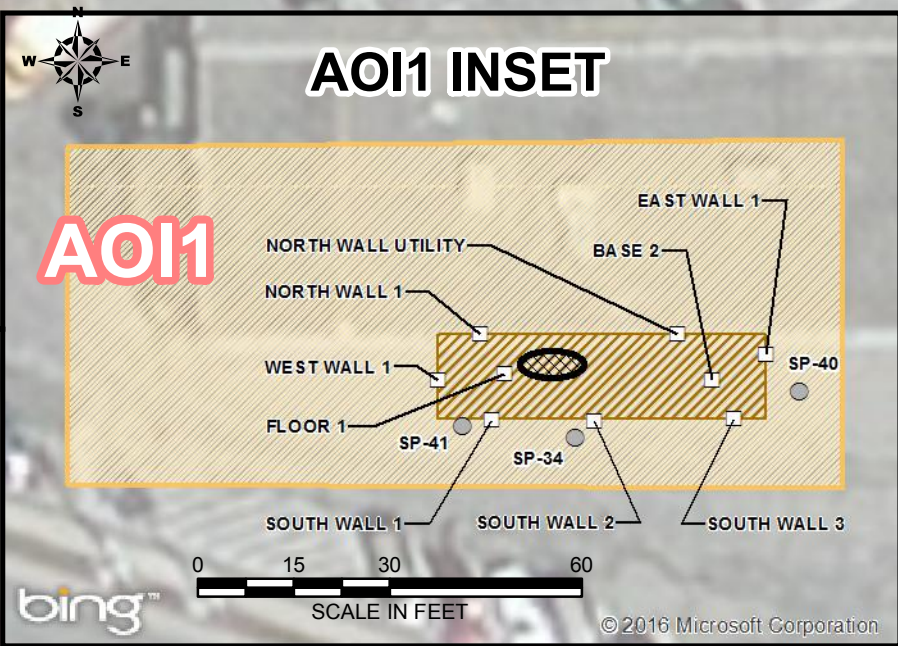 N
W E
S
AOI1 INSET
AOI1
EAST WALL 1
NORTH WALL UTILITY
BASE 2
NORTH WALL 1
WEST WALL 1
SP-40
FLOOR 1
SP-41
SP-34
SOUTH WALL 1
SOUTH WALL 2
SOUTH WALL 3
0 15 30 60
SCALE IN FEET
bing™
© 2016 Microsoft Corporation